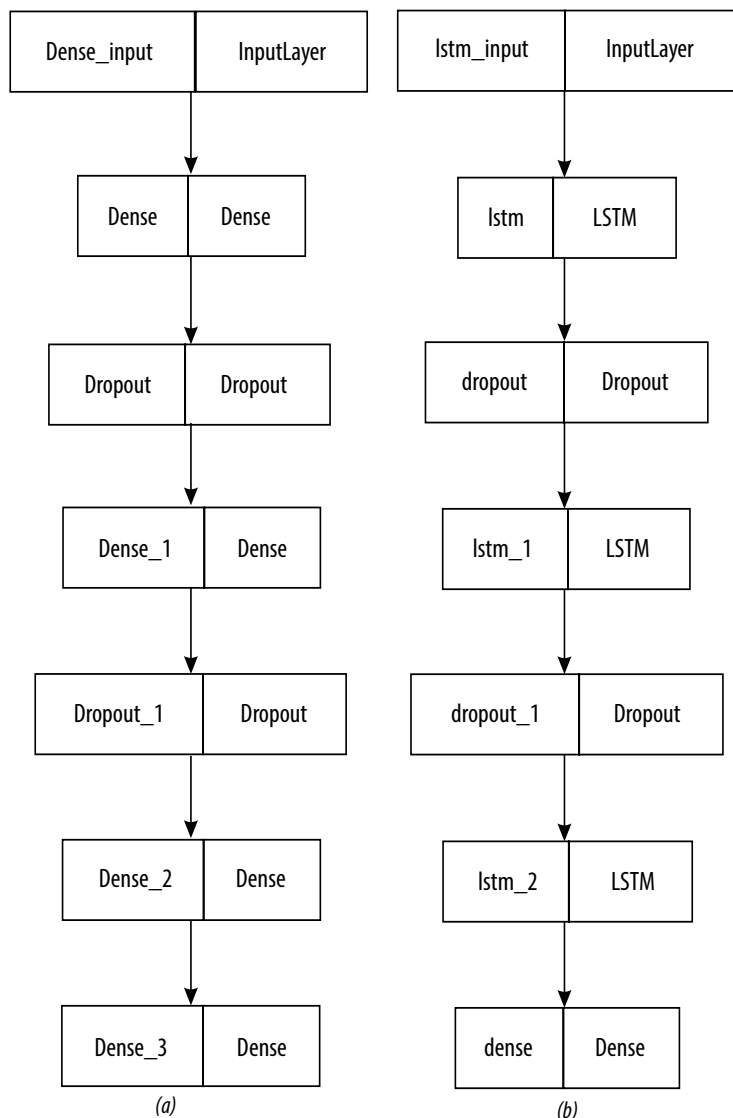 Dense_input InputLayer
Dense Dense
Dropout Dropout
Dense_1 Dense
Dropout_1 Dropout
Dense_2 Dense
Dense_3 Dense
(a)
lstm_input InputLayer
lstm LSTM
dropout Dropout
lstm_1 LSTM
dropout_1 Dropout
lstm_2 LSTM
dense Dense
(b)